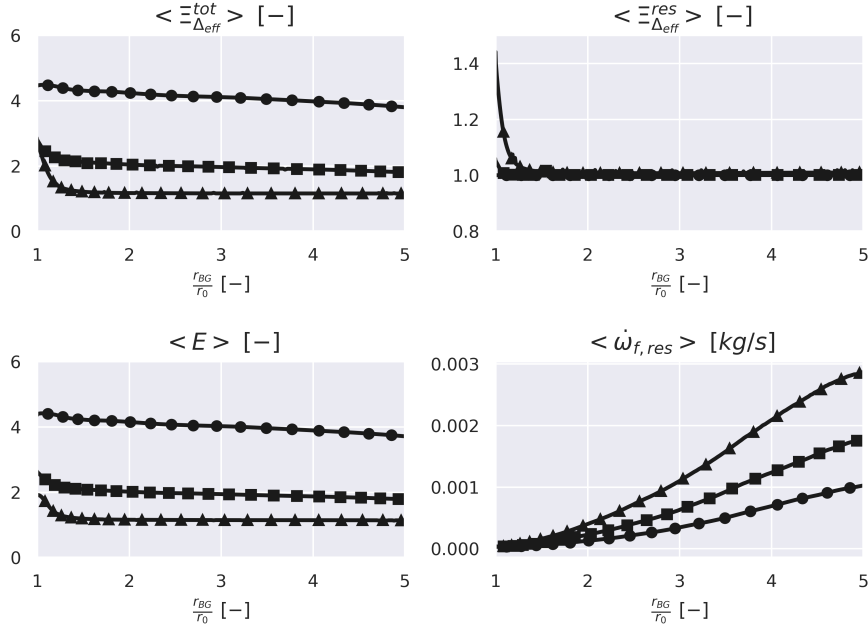 < Ξ^{tot}_{Δ_{eff}} > [−]
6
4
2
0
1 2 3 4 5
r_{BG}/r_0 [−]
< Ξ^{res}_{Δ_{eff}} > [−]
1.4
1.2
1.0
0.8
1 2 3 4 5
r_{BG}/r_0 [−]
< E > [−]
6
4
2
0
1 2 3 4 5
r_{BG}/r_0 [−]
< ω̇_{f, res} > [kg/s]
0.003
0.002
0.001
0.000
1 2 3 4 5
r_{BG}/r_0 [−]